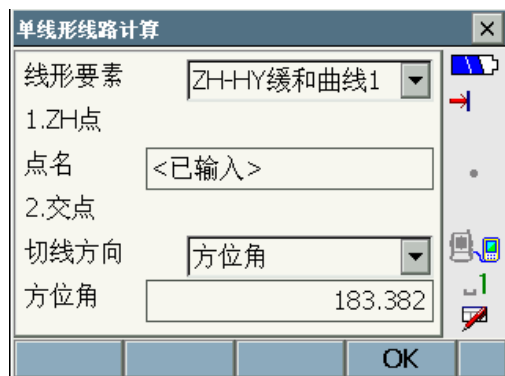 单线形线路计算
线形要素 ZH-HY缓和曲线1
1.ZH点
点名 <已输入>
2.交点
切线方向 方位角
方位角 183.382
1
OK